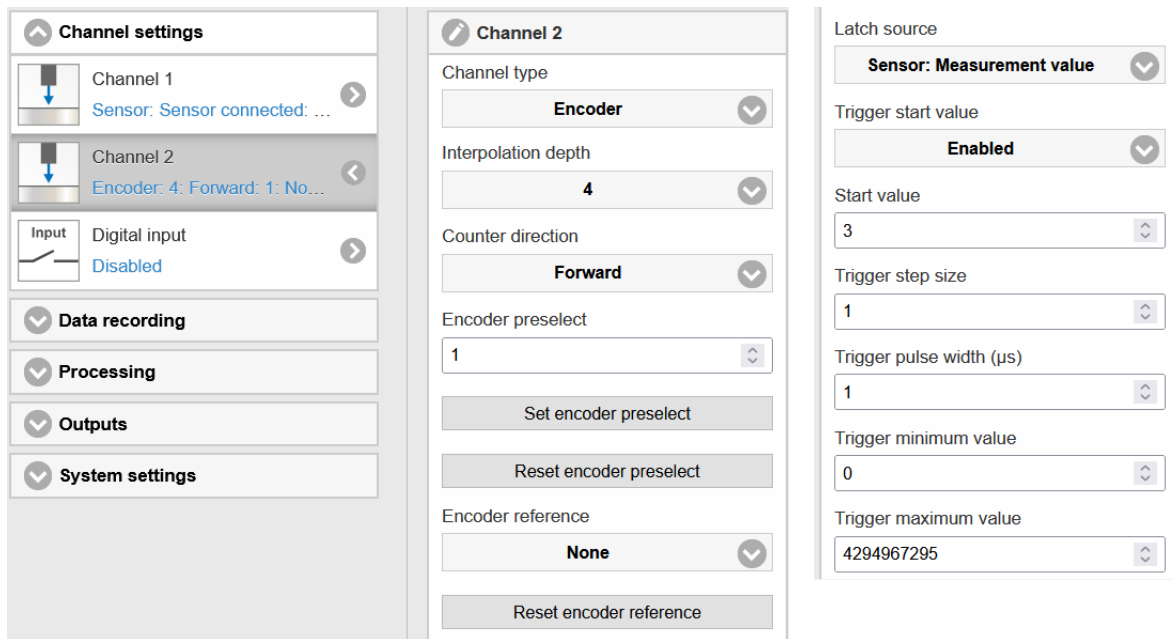 Channel settings
Channel 1
Sensor: Sensor connected: ...
Channel 2
Encoder: 4: Forward: 1: No...
Input
Digital input
Disabled
Data recording
Processing
Outputs
System settings
Channel 2
Channel type
Encoder
Interpolation depth
4
Counter direction
Forward
Encoder preselect
1
Set encoder preselect
Reset encoder preselect
Encoder reference
None
Reset encoder reference
Latch source
Sensor: Measurement value
Trigger start value
Enabled
Start value
3
Trigger step size
1
Trigger pulse width (µs)
1
Trigger minimum value
0
Trigger maximum value
4294967295